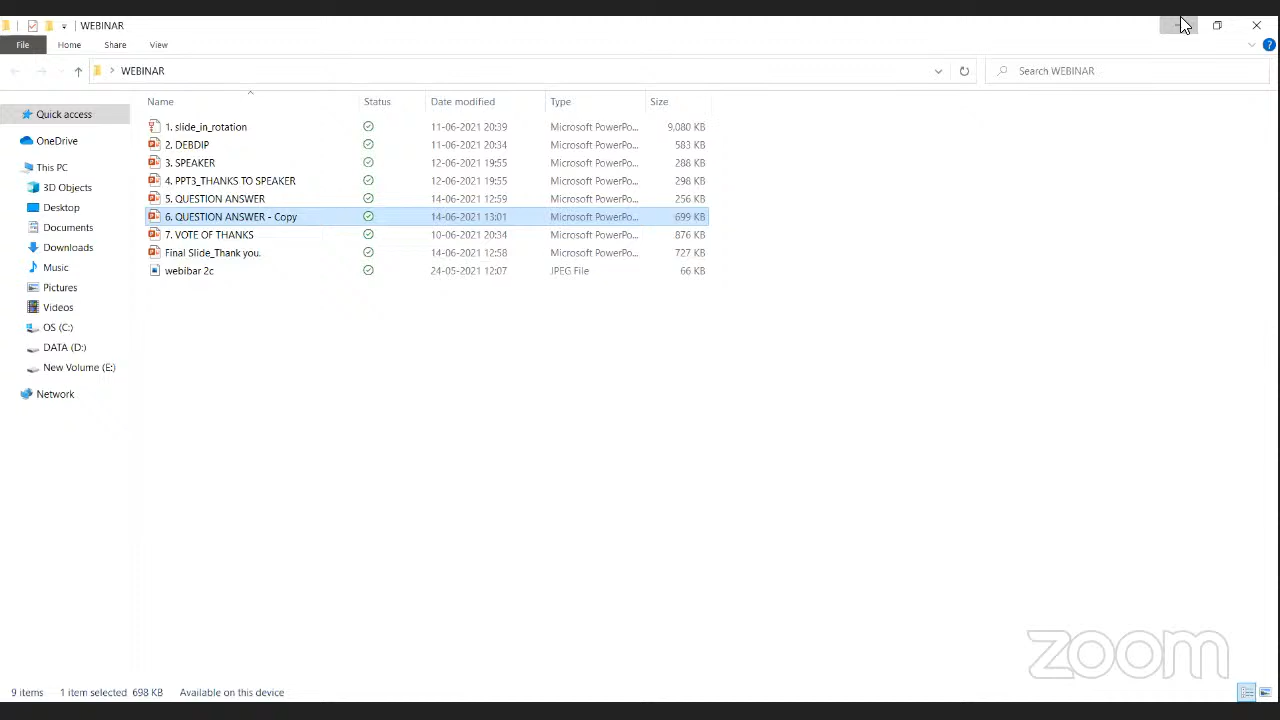 WEBINAR
File Home Share View
WEBINAR
Search WEBINAR
Name Status Date modified Type Size
Quick access
OneDrive
This PC
3D Objects
Desktop
Documents
Downloads
Music
Pictures
Videos
OS (C:)
DATA (D:)
New Volume (E:)
Network
1. slide_in_rotation 11-06-2021 20:39 Microsoft PowerPo... 9,080 KB
2. DEBDIP 11-06-2021 20:34 Microsoft PowerPo... 583 KB
3. SPEAKER 12-06-2021 19:55 Microsoft PowerPo... 288 KB
4. PPT3_THANKS TO SPEAKER 12-06-2021 19:55 Microsoft PowerPo... 298 KB
5. QUESTION ANSWER 14-06-2021 12:59 Microsoft PowerPo... 256 KB
6. QUESTION ANSWER - Copy 14-06-2021 13:01 Microsoft PowerPo... 699 KB
7. VOTE OF THANKS 10-06-2021 20:34 Microsoft PowerPo... 876 KB
Final Slide_Thank you. 14-06-2021 12:58 Microsoft PowerPo... 727 KB
webibar 2c 24-05-2021 12:07 JPEG File 66 KB
zoom
9 items 1 item selected 698 KB Available on this device